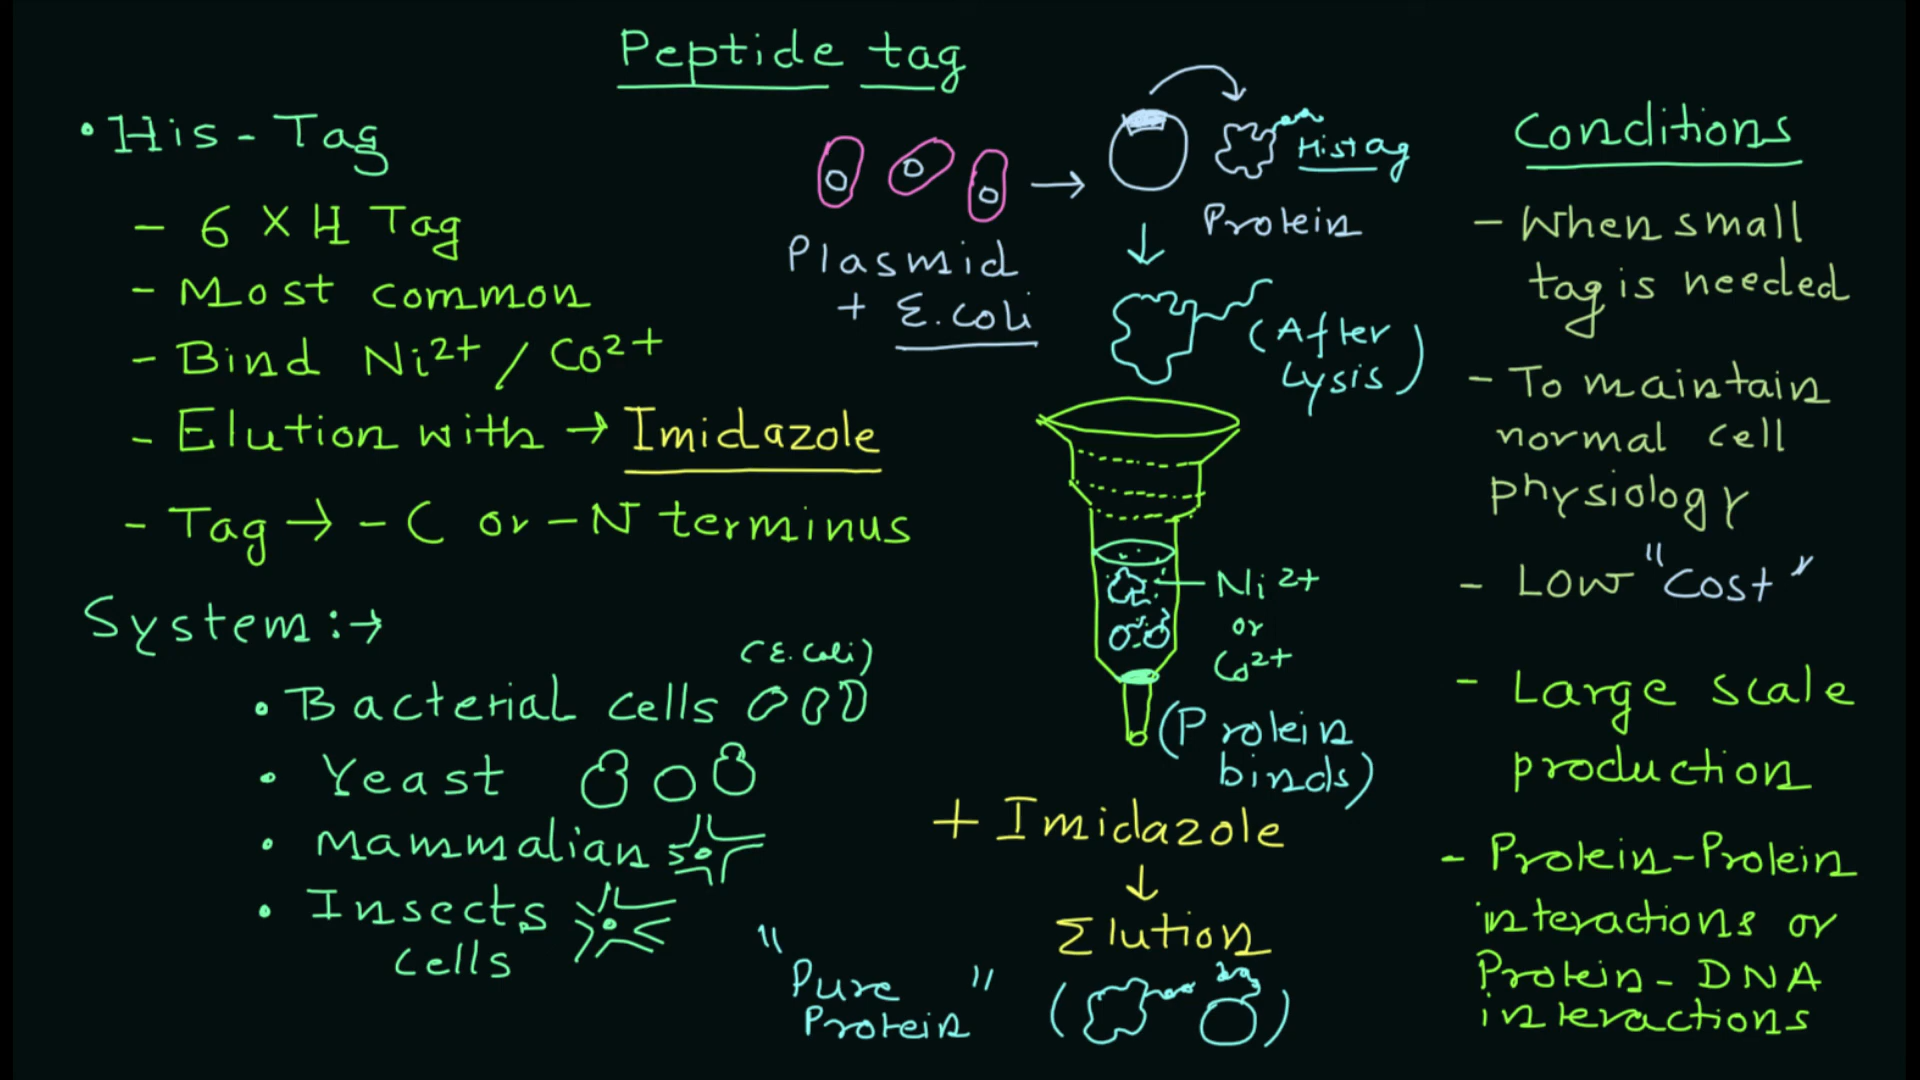 Peptide tag
• His - Tag
- 6 X H Tag
- Most common
- Bind Ni2+ / Co2+
- Elution with → Imidazole
- Tag → - C or - N terminus
System :→
(E. Coli)
• Bacterial cells
• Yeast
• Mammalian
• Insects
cells
Plasmid
+ E. coli
→
Histag
Protein
↓
(After
Lysis)
Ni 2+
or
Co2+
(Protein
binds)
+ Imidazole
↓
Elution
"Pure
Protein"
Conditions
- When small
tag is needed
- To maintain
normal cell
physiology
- Low "Cost"
- Large scale
production
- Protein-Protein
interactions or
Protein - DNA
interactions